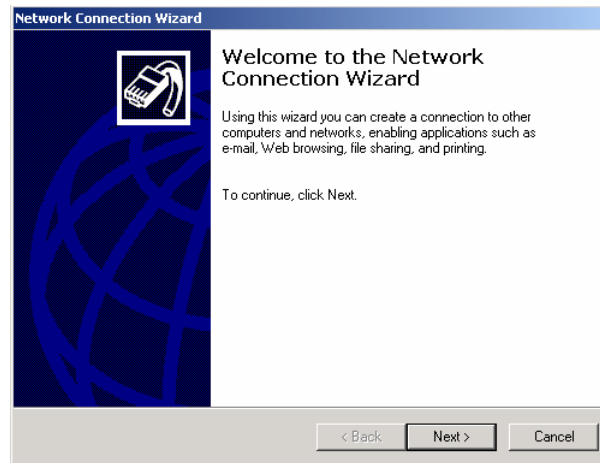 Network Connection Wizard
Welcome to the Network
Connection Wizard
Using this wizard you can create a connection to other
computers and networks, enabling applications such as
e-mail, Web browsing, file sharing, and printing.
To continue, click Next.
< Back Next > Cancel